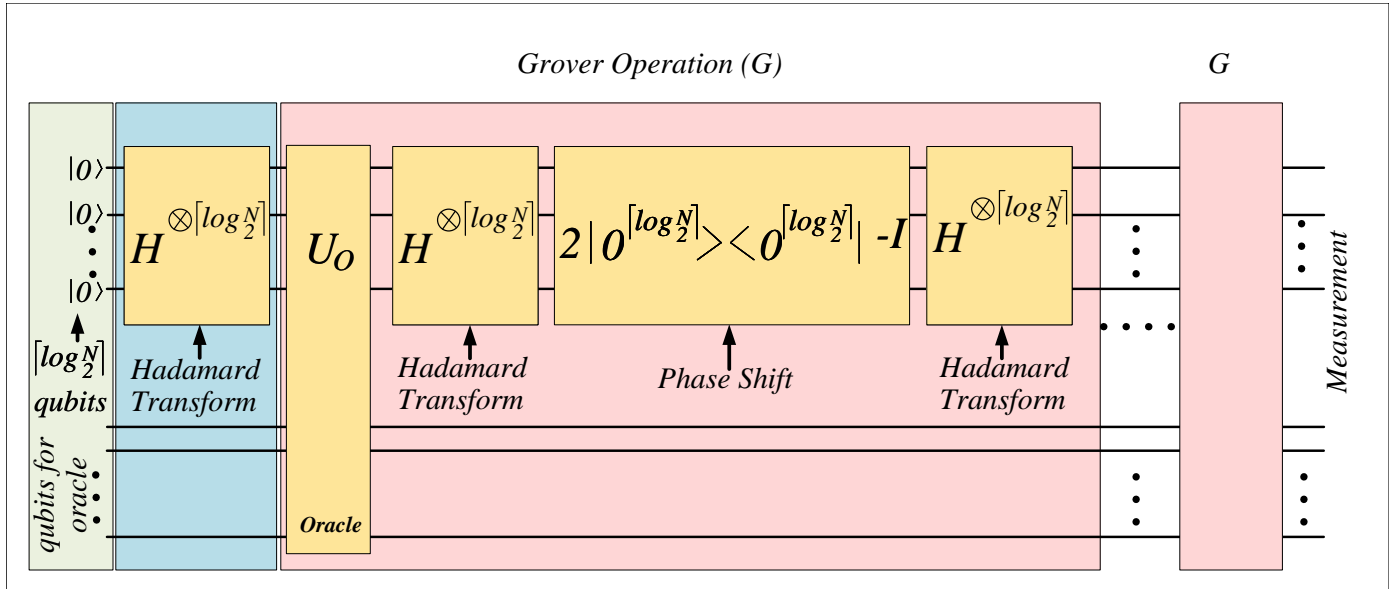 Grover Operation (G)
G
|0⟩
|0⟩
|0⟩
H^{⊗⌈log_2^N⌉}
U_O
H^{⊗⌈log_2^N⌉}
2|0^{⌈log_2^N⌉}><0^{⌈log_2^N⌉}| -I
H^{⊗⌈log_2^N⌉}
⌈log_2^N⌉
qubits
Hadamard
Transform
Hadamard
Transform
Phase Shift
Hadamard
Transform
Measurement
qubits for
oracle
Oracle